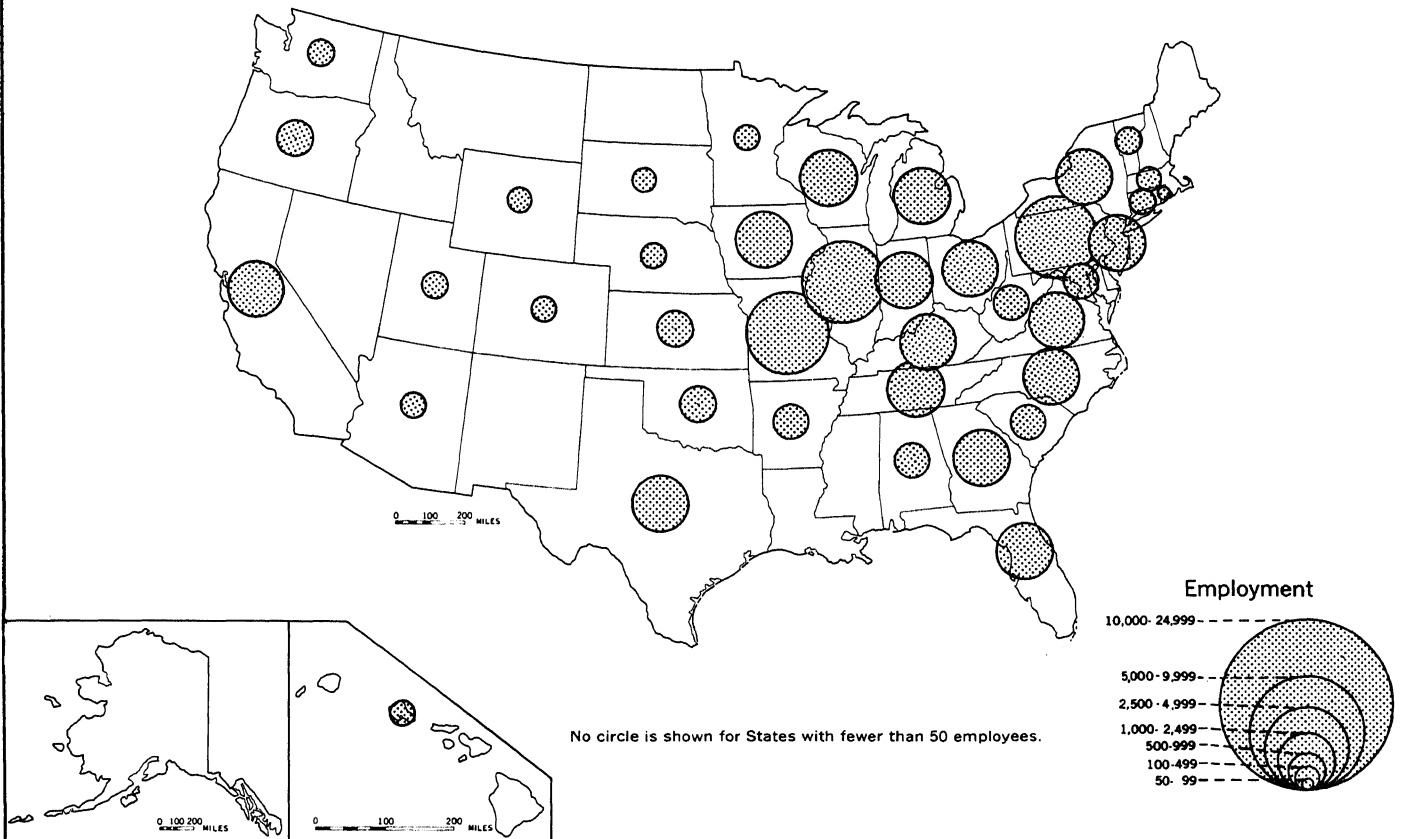 0 100 200 MILES
Employment
10,000-24,999
5,000-9,999
2,500-4,999
1,000-2,499
500-999
100-499
50-99
No circle is shown for States with fewer than 50 employees.
0 100 200 MILES
0 100 200 MILES